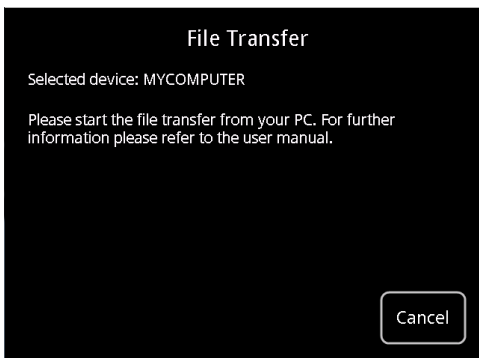 File Transfer
Selected device: MYCOMPUTER
Please start the file transfer from your PC. For further
information please refer to the user manual.
Cancel